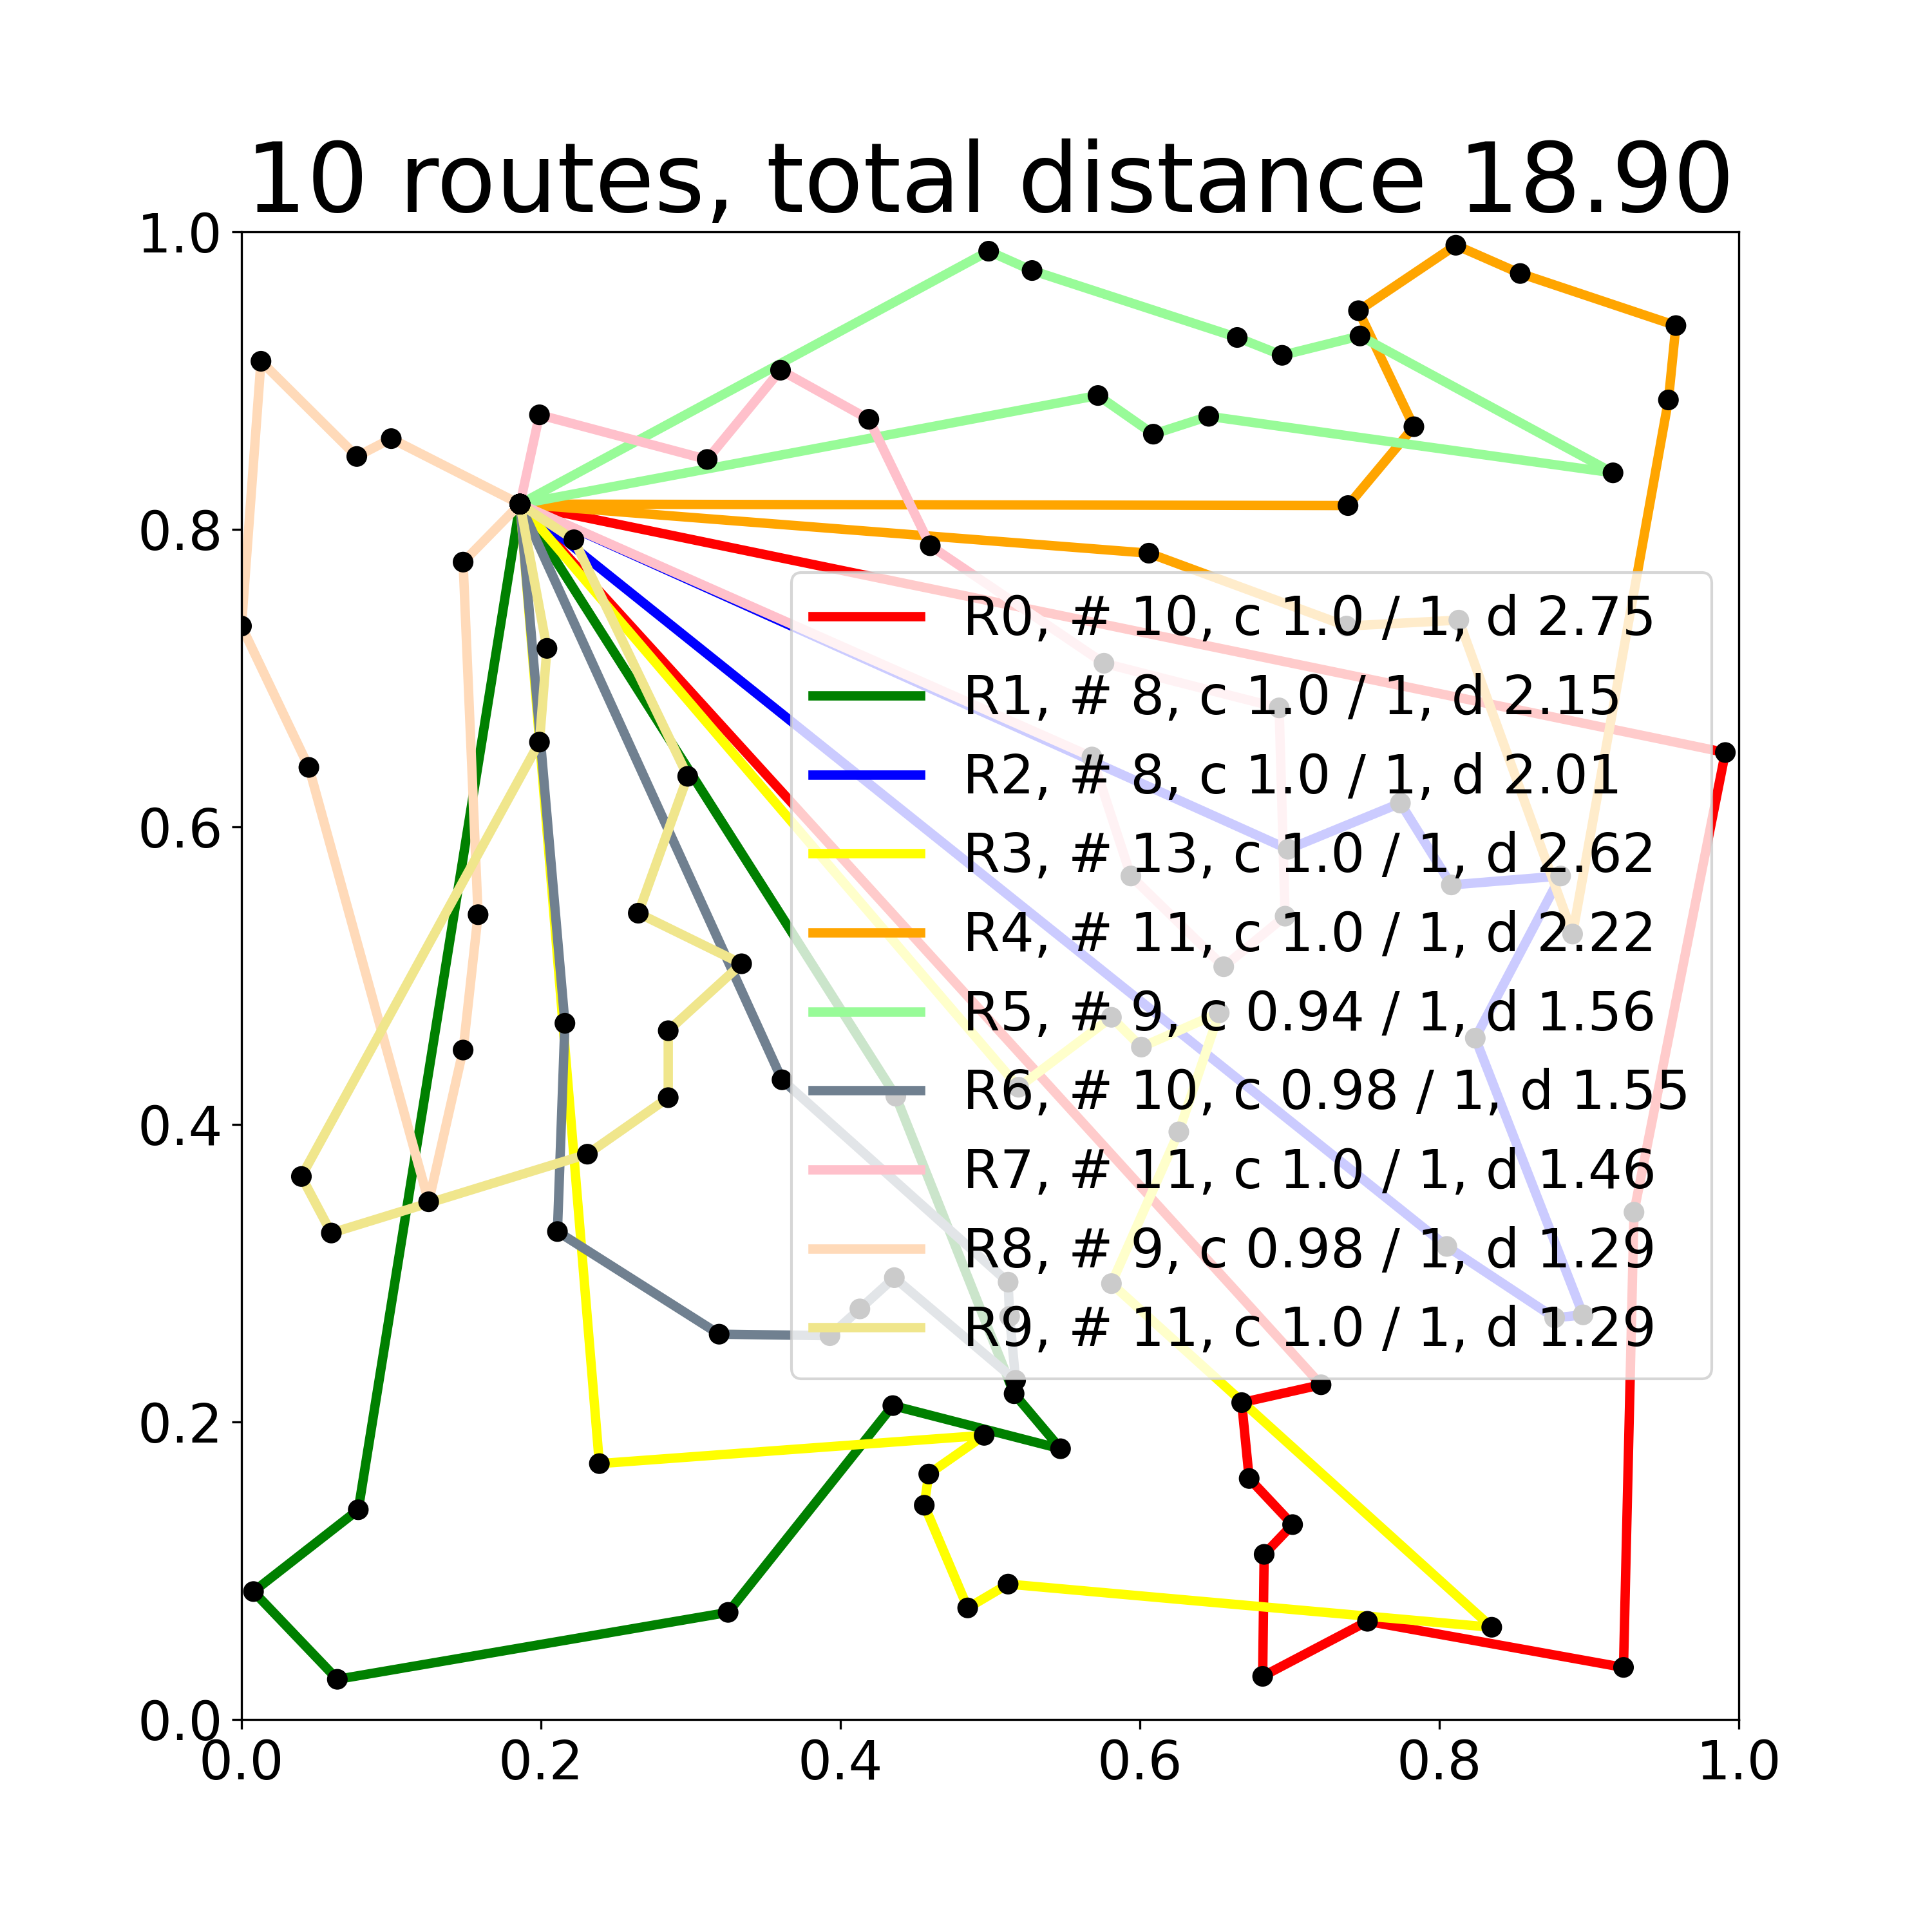 10 routes, total distance 18.90
1.0
0.8
0.6
0.4
0.2
0.0
R0, # 10, c 1.0 / 1, d 2.75
R1, # 8, c 1.0 / 1, d 2.15
R2, # 8, c 1.0 / 1, d 2.01
R3, # 13, c 1.0 / 1, d 2.62
R4, # 11, c 1.0 / 1, d 2.22
R5, # 9, c 0.94 / 1, d 1.56
R6, # 10, c 0.98 / 1, d 1.55
R7, # 11, c 1.0 / 1, d 1.46
R8, # 9, c 0.98 / 1, d 1.29
R9, # 11, c 1.0 / 1, d 1.29
0.0 0.2 0.4 0.6 0.8 1.0